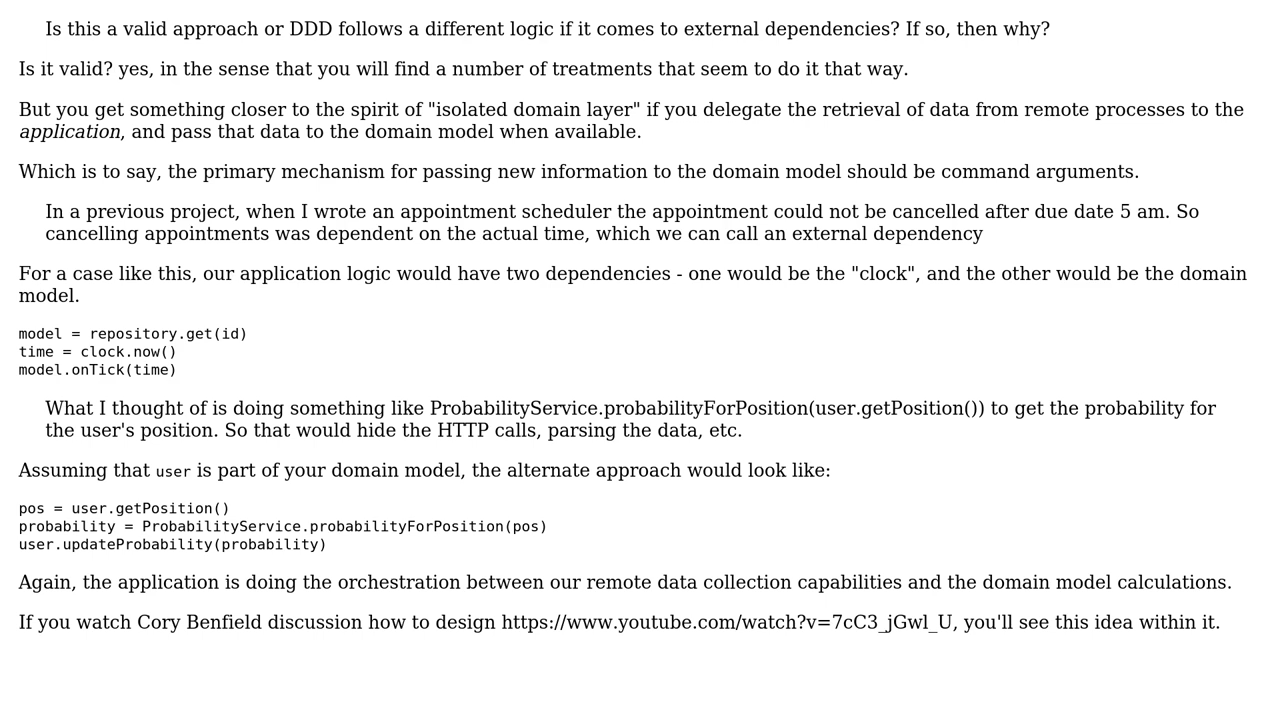 Is this a valid approach or DDD follows a different logic if it comes to external dependencies? If so, then why?
Is it valid? yes, in the sense that you will find a number of treatments that seem to do it that way.
But you get something closer to the spirit of "isolated domain layer" if you delegate the retrieval of data from remote processes to the
application, and pass that data to the domain model when available.
Which is to say, the primary mechanism for passing new information to the domain model should be command arguments.
In a previous project, when I wrote an appointment scheduler the appointment could not be cancelled after due date 5 am. So
cancelling appointments was dependent on the actual time, which we can call an external dependency
For a case like this, our application logic would have two dependencies - one would be the "clock", and the other would be the domain
model.
model = repository.get(id)
time = clock.now()
model.onTick(time)
What I thought of is doing something like ProbabilityService.probabilityForPosition(user.getPosition()) to get the probability for
the user's position. So that would hide the HTTP calls, parsing the data, etc.
Assuming that user is part of your domain model, the alternate approach would look like:
pos = user.getPosition()
probability = ProbabilityService.probabilityForPosition(pos)
user.updateProbability(probability)
Again, the application is doing the orchestration between our remote data collection capabilities and the domain model calculations.
If you watch Cory Benfield discussion how to design https://www.youtube.com/watch?v=7cC3_jGwl_U, you'll see this idea within it.